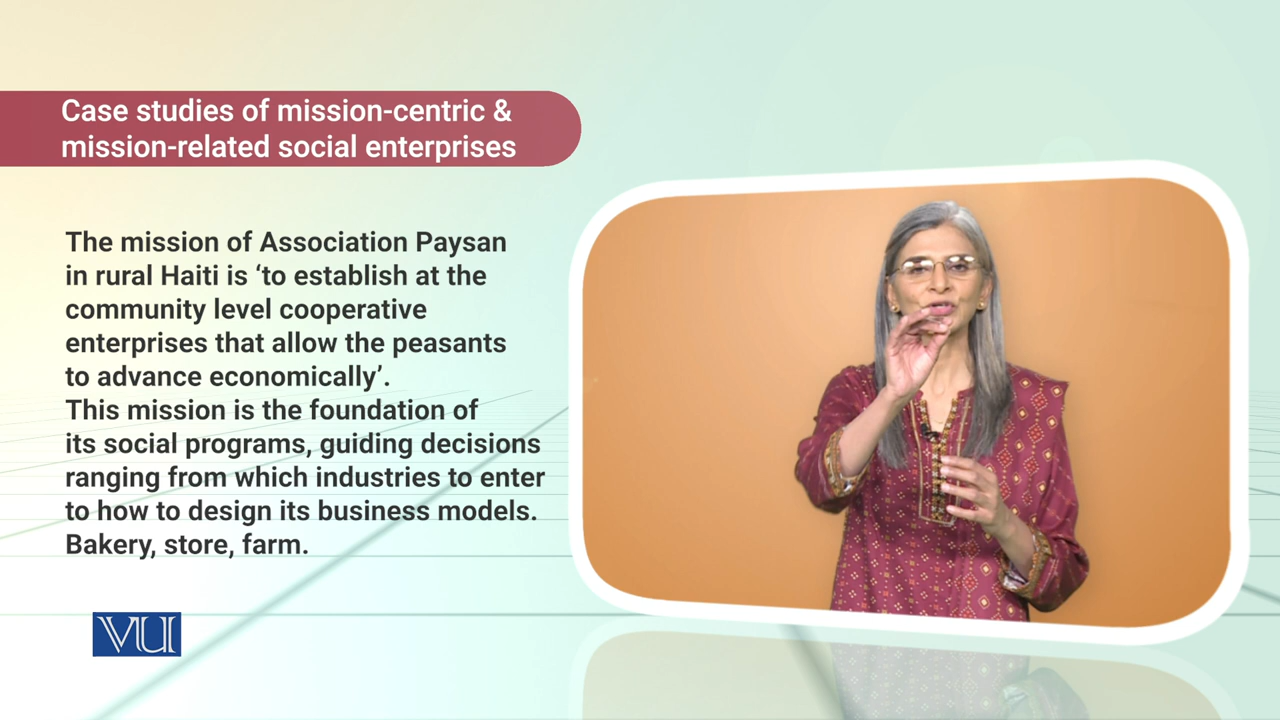 Case studies of mission-centric &
mission-related social enterprises
The mission of Association Paysan
in rural Haiti is ‘to establish at the
community level cooperative
enterprises that allow the peasants
to advance economically’.
This mission is the foundation of
its social programs, guiding decisions
ranging from which industries to enter
to how to design its business models.
Bakery, store, farm.
VU